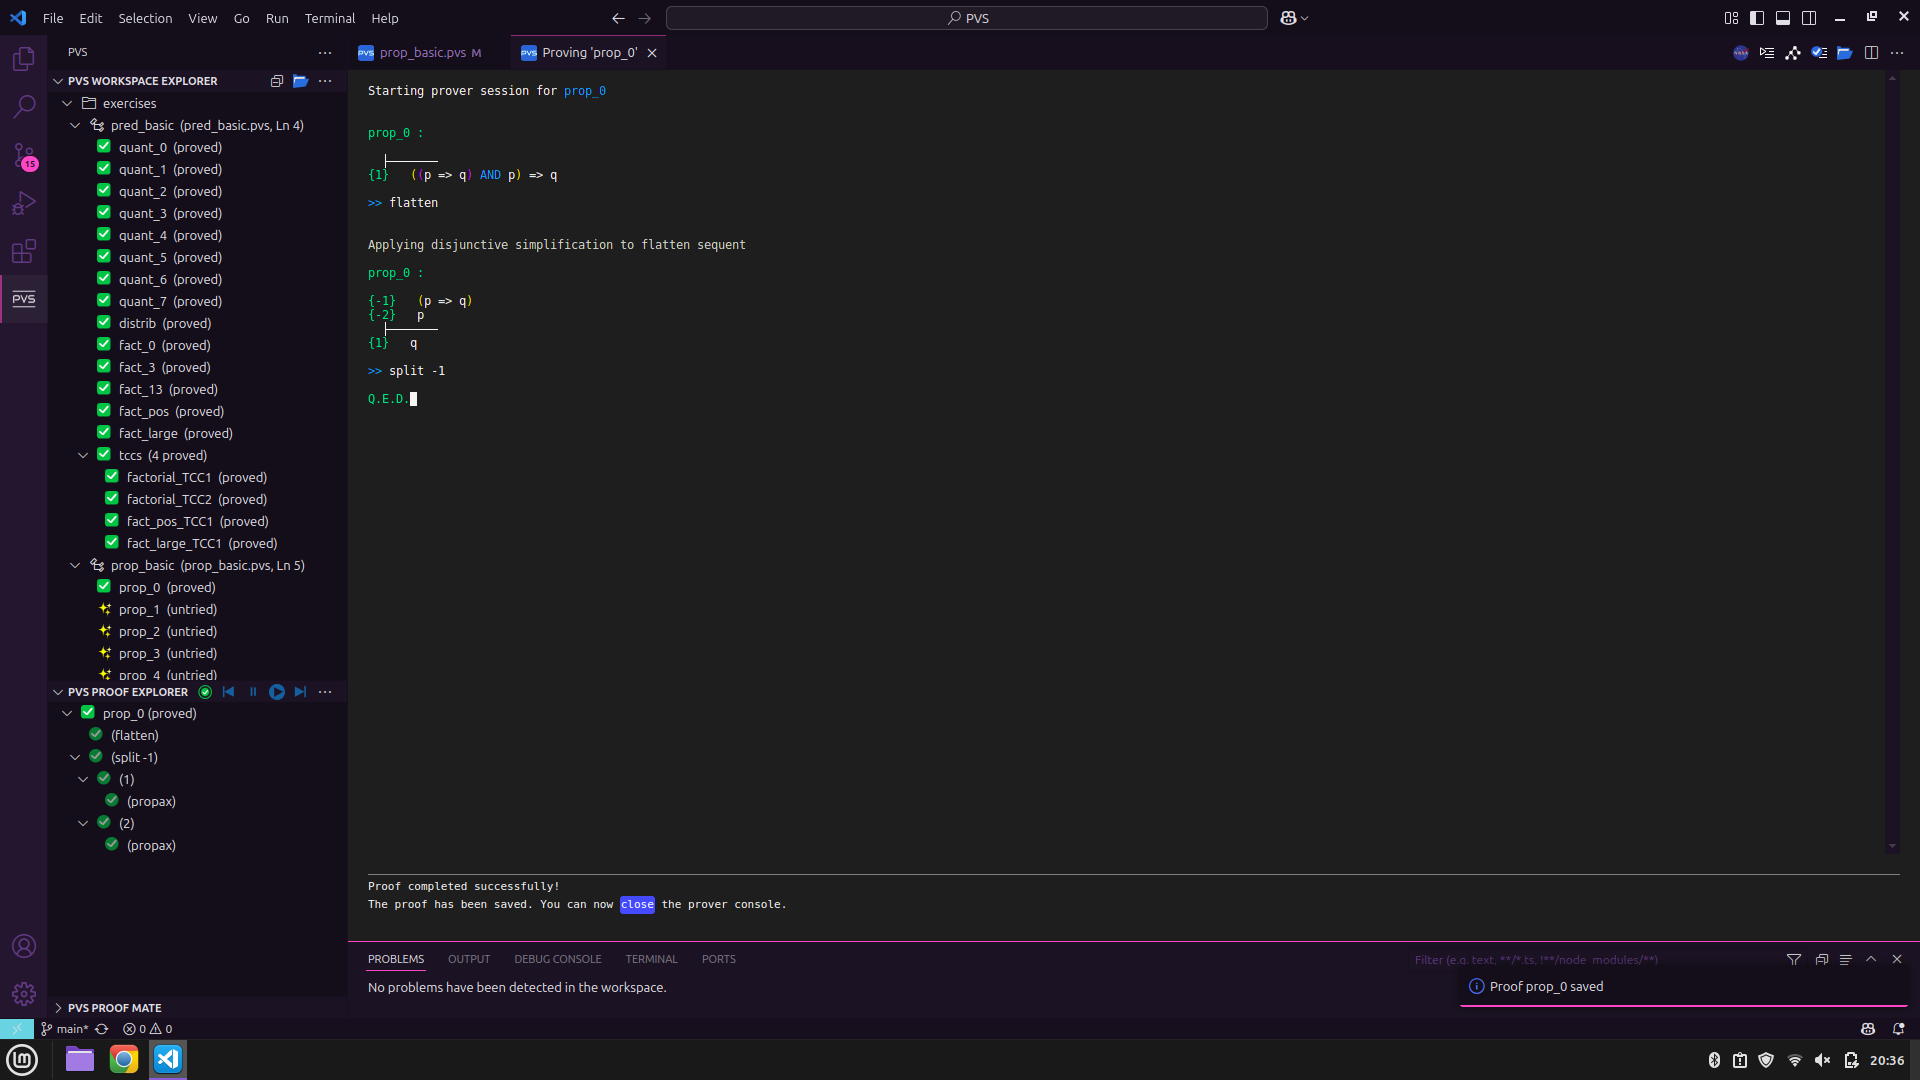 File Edit Selection View Go Run Terminal Help
PVS
PVS
prop_basic.pvs M
Proving 'prop_0'
PVS WORKSPACE EXPLORER
exercises
pred_basic (pred_basic.pvs, Ln 4)
quant_0 (proved)
quant_1 (proved)
quant_2 (proved)
quant_3 (proved)
quant_4 (proved)
quant_5 (proved)
quant_6 (proved)
quant_7 (proved)
distrib (proved)
fact_0 (proved)
fact_3 (proved)
fact_13 (proved)
fact_pos (proved)
fact_large (proved)
tccs (4 proved)
factorial_TCC1 (proved)
factorial_TCC2 (proved)
fact_pos_TCC1 (proved)
fact_large_TCC1 (proved)
prop_basic (prop_basic.pvs, Ln 5)
prop_0 (proved)
prop_1 (untried)
prop_2 (untried)
prop_3 (untried)
prop_4 (untried)
15
PVS
PVS PROOF EXPLORER
prop_0 (proved)
(flatten)
(split -1)
(1)
(propax)
(2)
(propax)
PVS PROOF MATE
Starting prover session for prop_0
prop_0 :
{1} ((p => q) AND p) => q
>> flatten
Applying disjunctive simplification to flatten sequent
prop_0 :
{-1} (p => q)
{-2} p
{1} q
>> split -1
Q.E.D.
Proof completed successfully!
The proof has been saved. You can now close the prover console.
PROBLEMS OUTPUT DEBUG CONSOLE TERMINAL PORTS
Filter (e.g. text, **/*.ts, !**/node_modules/**)
No problems have been detected in the workspace.
Proof prop_0 saved
main* 0 0
20:36